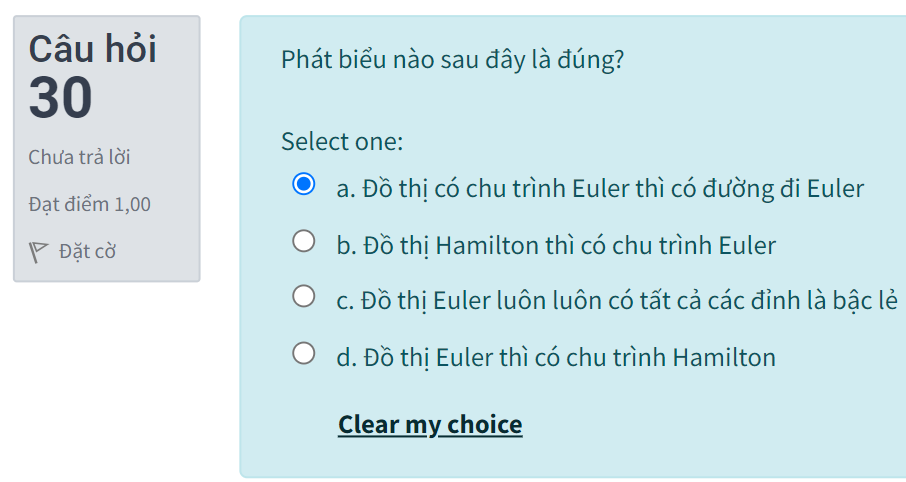 Câu hỏi
30
Chưa trả lời
Đạt điểm 1,00
Đặt cờ
Phát biểu nào sau đây là đúng?
Select one:
a. Đồ thị có chu trình Euler thì có đường đi Euler
b. Đồ thị Hamilton thì có chu trình Euler
c. Đồ thị Euler luôn luôn có tất cả các đỉnh là bậc lẻ
d. Đồ thị Euler thì có chu trình Hamilton
Clear my choice